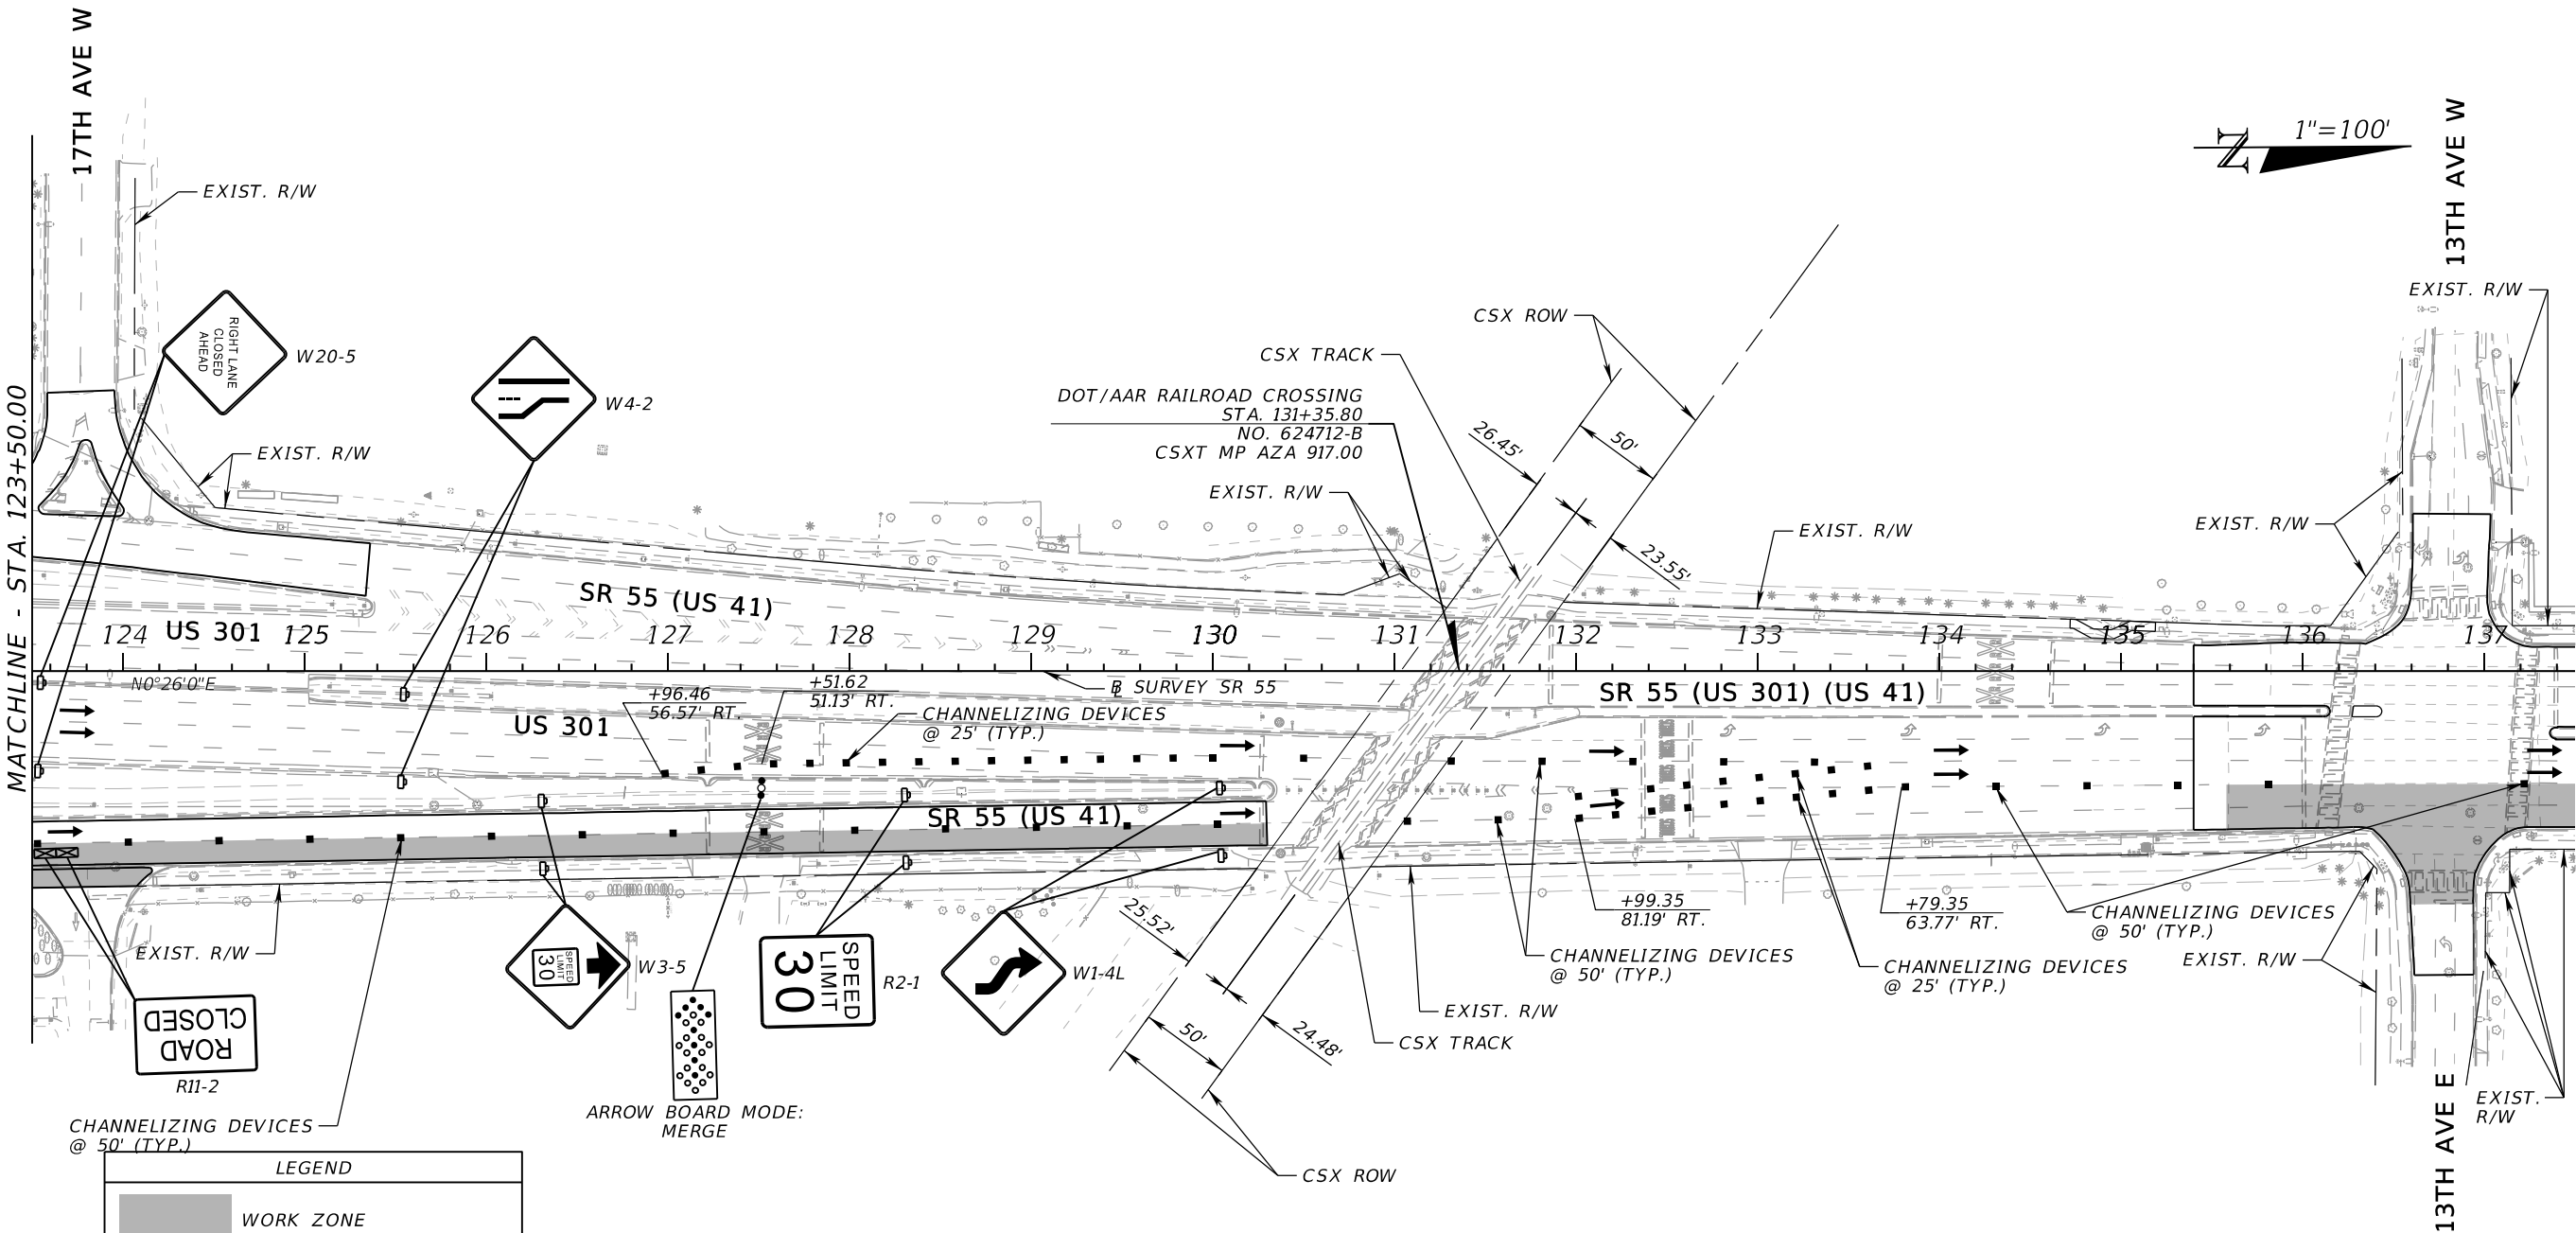 17TH AVE W
EXIST. R/W
1"=100'
N
13TH AVE W
EXIST. R/W
RIGHT LANE
CLOSED
AHEAD
W20-5
W4-2
CSX ROW
CSX TRACK
DOT/AAR RAILROAD CROSSING
STA. 131+35.80
NO. 624712-B
CSXT MP AZA 917.00
EXIST. R/W
26.45'
50'
23.55'
EXIST. R/W
EXIST. R/W
EXIST. R/W
MATCHLINE - STA. 123+50.00
SR 55 (US 41)
124
US 301
125
126
127
128
129
130
131
132
133
134
135
136
137
N0°26'0"E
B SURVEY SR 55
SR 55 (US 301) (US 41)
US 301
+96.46
56.57' RT.
+51.62
51.13' RT.
CHANNELIZING DEVICES
@ 25' (TYP.)
SR 55 (US 41)
EXIST. R/W
ROAD
CLOSED
R11-2
SPEED
LIMIT
30
W3-5
SPEED
LIMIT
30
R2-1
W1-4L
25.52'
50'
24.48'
+99.35
81.19' RT.
+79.35
63.77' RT.
CHANNELIZING DEVICES
@ 50' (TYP.)
CHANNELIZING DEVICES
@ 25' (TYP.)
CHANNELIZING DEVICES
@ 50' (TYP.)
EXIST. R/W
EXIST. R/W
CSX TRACK
CSX ROW
EXIST.
R/W
13TH AVE E
ARROW BOARD MODE:
MERGE
CHANNELIZING DEVICES
@ 50' (TYP.)
LEGEND
WORK ZONE